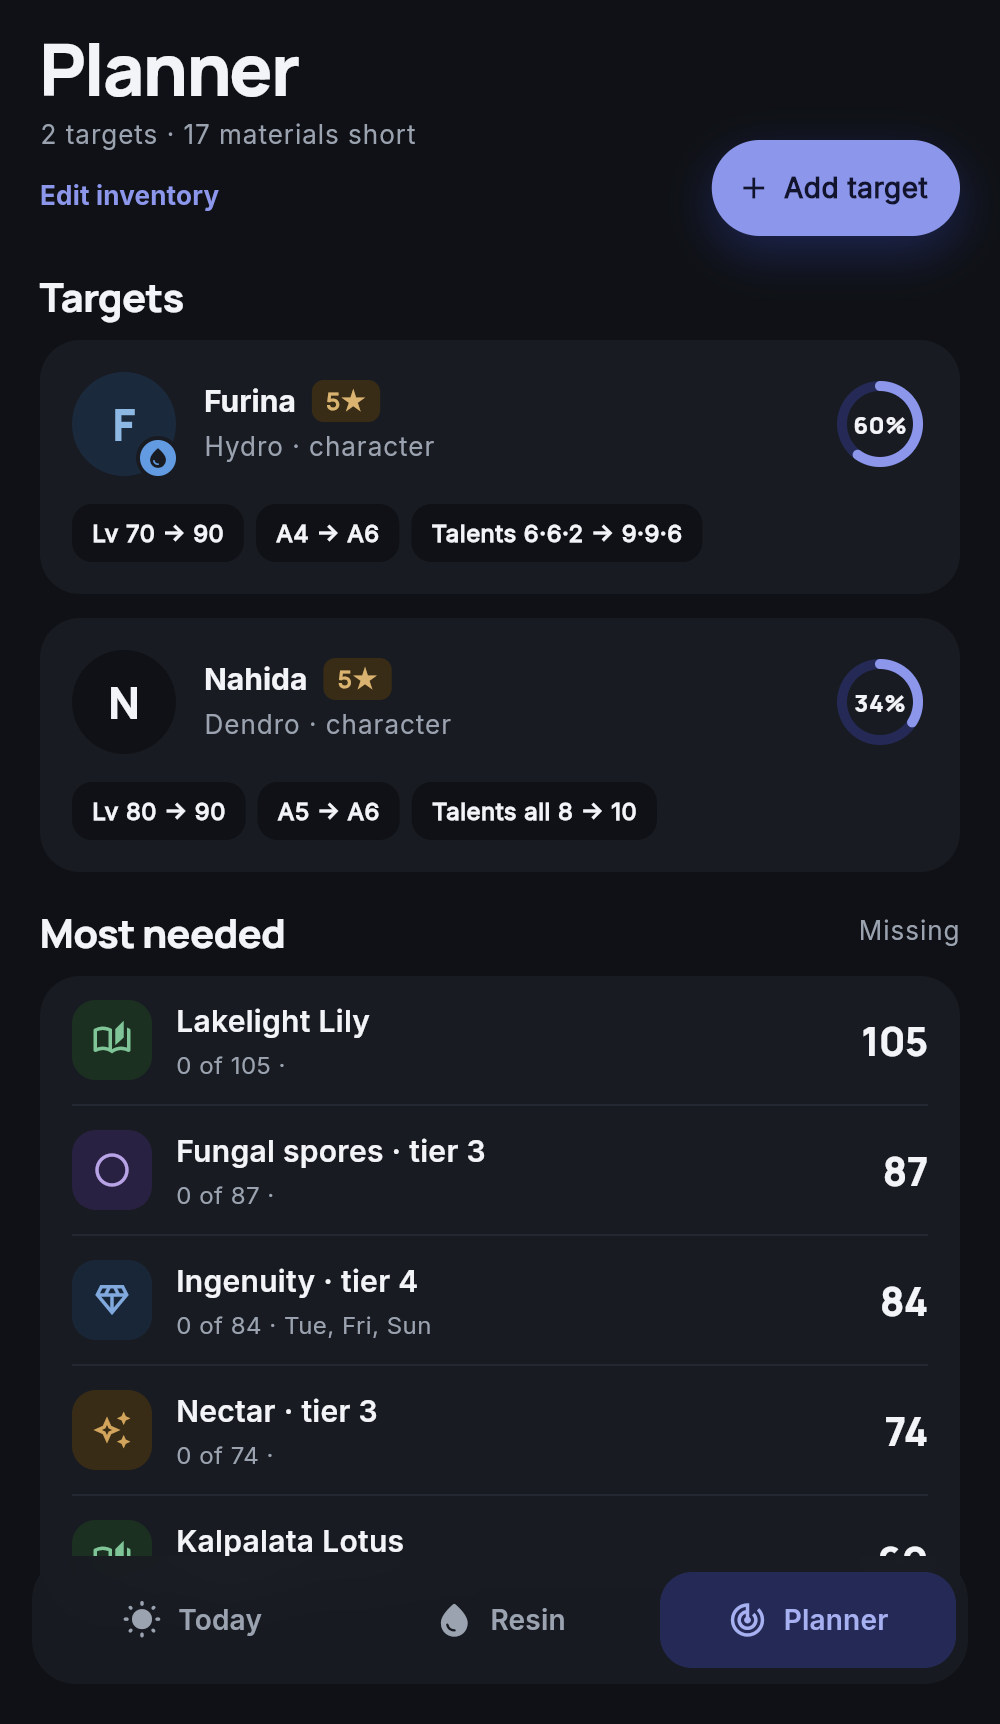 Planner
2 targets · 17 materials short
Edit inventory
+ Add target
Targets
F
Furina 5★
Hydro · character
60%
Lv 70 → 90
A4 → A6
Talents 6·6·2 → 9·9·6
N
Nahida 5★
Dendro · character
34%
Lv 80 → 90
A5 → A6
Talents all 8 → 10
Most needed
Missing
Lakelight Lily
0 of 105 ·
105
Fungal spores · tier 3
0 of 87 ·
87
Ingenuity · tier 4
0 of 84 · Tue, Fri, Sun
84
Nectar · tier 3
0 of 74 ·
74
Kalpalata Lotus
Today
Resin
Planner